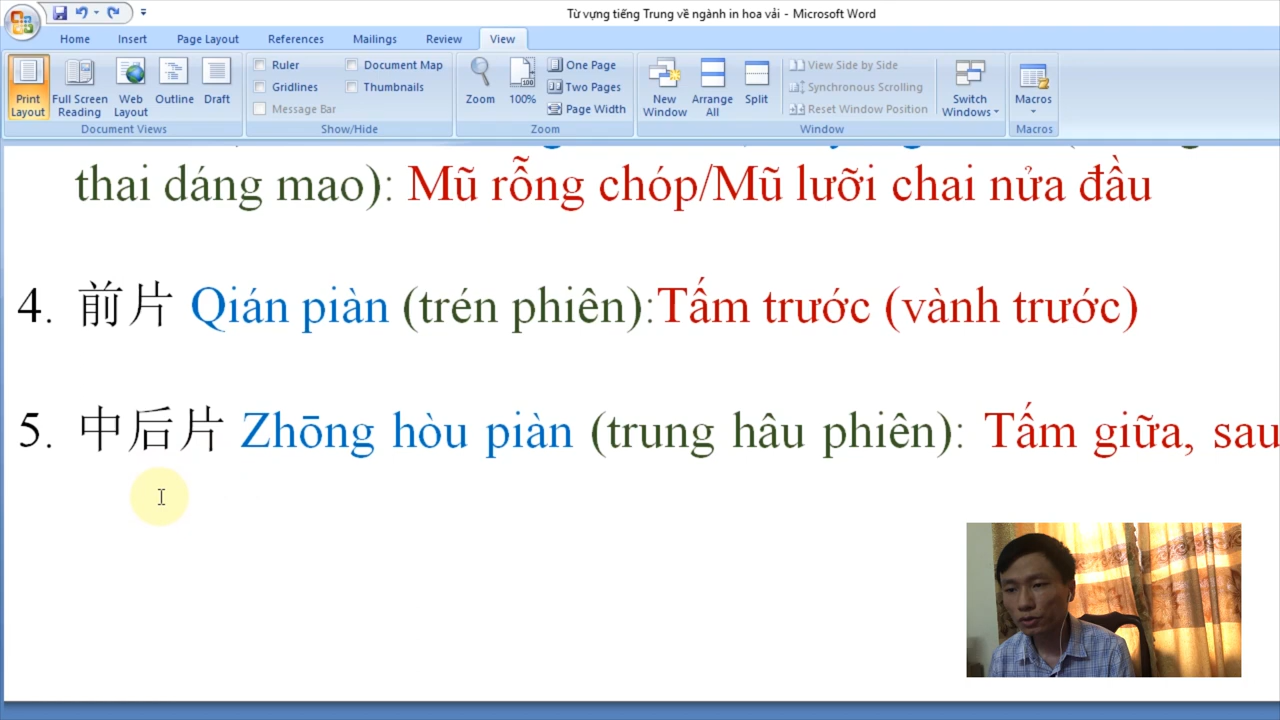 Từ vựng tiếng Trung về ngành in hoa vải - Microsoft Word
Home Insert Page Layout References Mailings Review View
Print Layout Full Screen Reading Web Layout Outline Draft
Document Views
Ruler Document Map
Gridlines Thumbnails
Message Bar
Show/Hide
Zoom 100% One Page Two Pages Page Width
Zoom
New Window Arrange All Split View Side by Side Synchronous Scrolling Reset Window Position Switch Windows
Window
Macros
Macros
thai dáng mao): Mũ rỗng chóp/Mũ lưỡi chai nửa đầu
4. 前片 Qián piàn (trén phiên):Tấm trước (vành trước)
5. 中后片 Zhōng hòu piàn (trung hâu phiên): Tấm giữa, sau